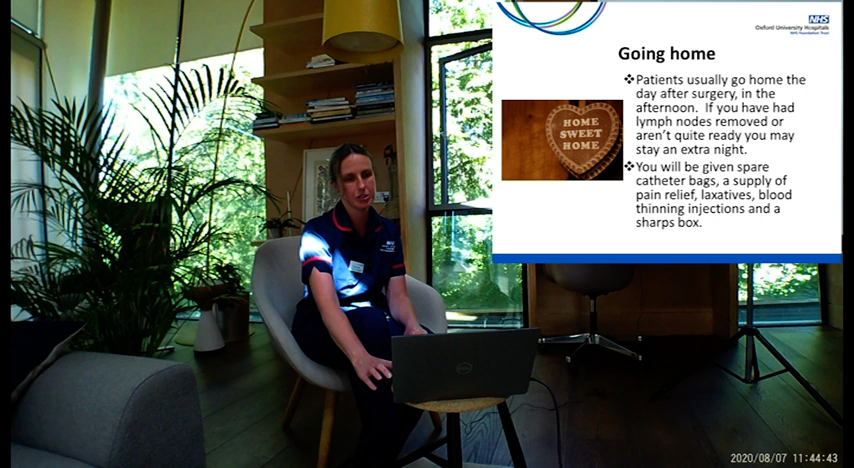 NHS
Oxford University Hospitals
NHS Foundation Trust
Going home
❖Patients usually go home the
day after surgery, in the
afternoon. If you have had
lymph nodes removed or
aren't quite ready you may
stay an extra night.
❖You will be given spare
catheter bags, a supply of
pain relief, laxatives, blood
thinning injections and a
sharps box.
HOME
SWEET
HOME
NHS
DELL
2020/08/07 11:44:43